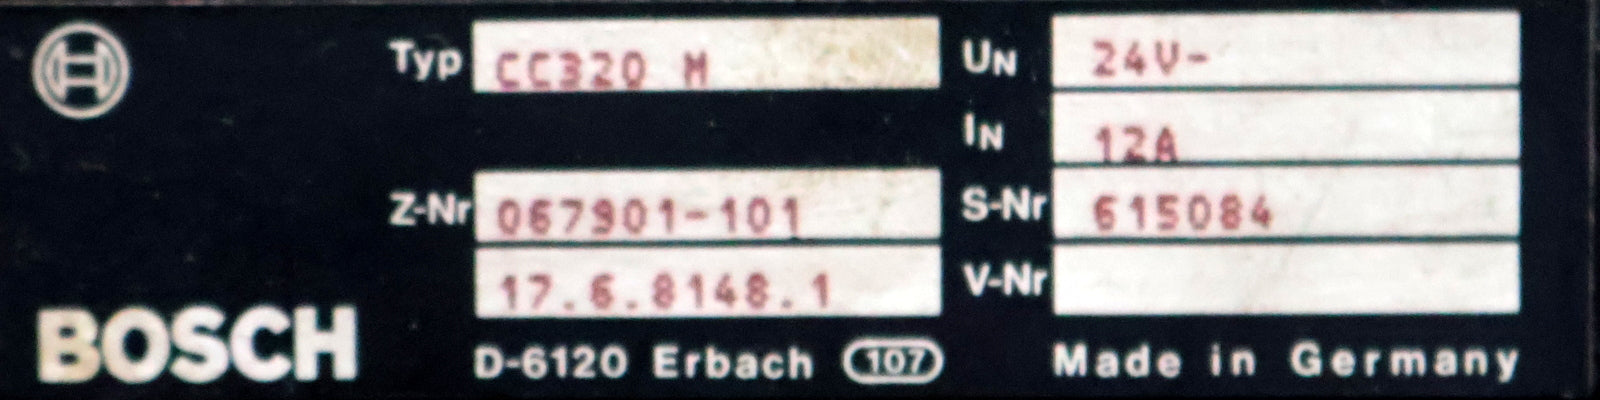 Typ CC320 M
Z-Nr 067901-101
17.6.8148.1
BOSCH
D-6120 Erbach 107
UN 24V-
IN 12A
S-Nr 615084
V-Nr
Made in Germany